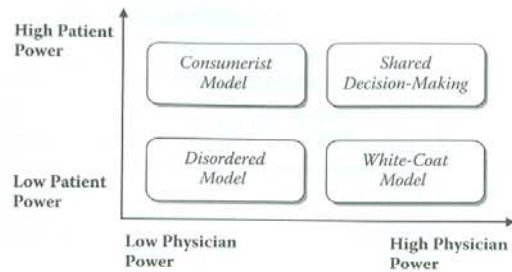 High Patient
Power
Consumerist
Model
Shared
Decision-Making
Disordered
Model
White-Coat
Model
Low Patient
Power
Low Physician
Power
High Physician
Power